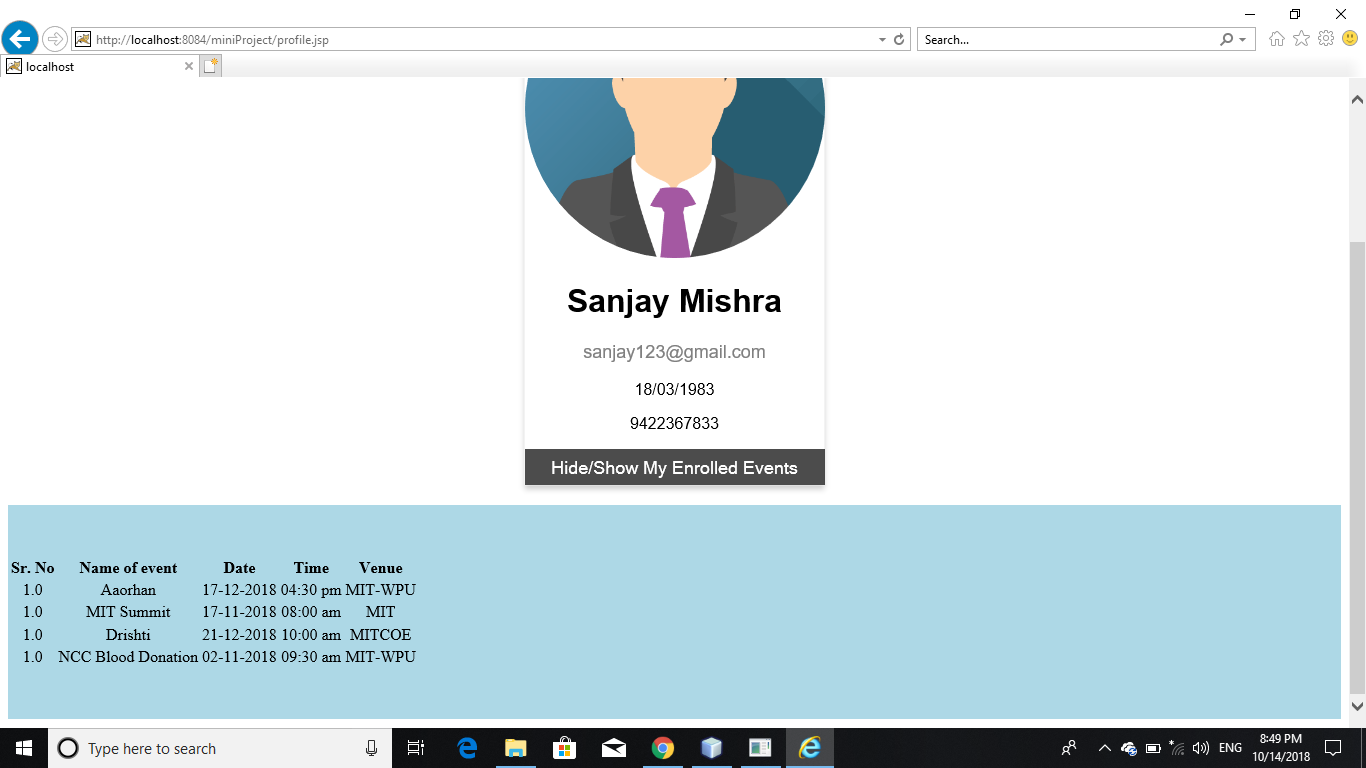 http://localhost:8084/miniProject/profile.jsp
Search...
localhost
Sanjay Mishra
sanjay123@gmail.com
18/03/1983
9422367833
Hide/Show My Enrolled Events
Sr. No Name of event Date Time Venue
1.0 Aaorhan 17-12-2018 04:30 pm MIT-WPU
1.0 MIT Summit 17-11-2018 08:00 am MIT
1.0 Drishti 21-12-2018 10:00 am MITCOE
1.0 NCC Blood Donation 02-11-2018 09:30 am MIT-WPU
Type here to search
ENG
8:49 PM
10/14/2018